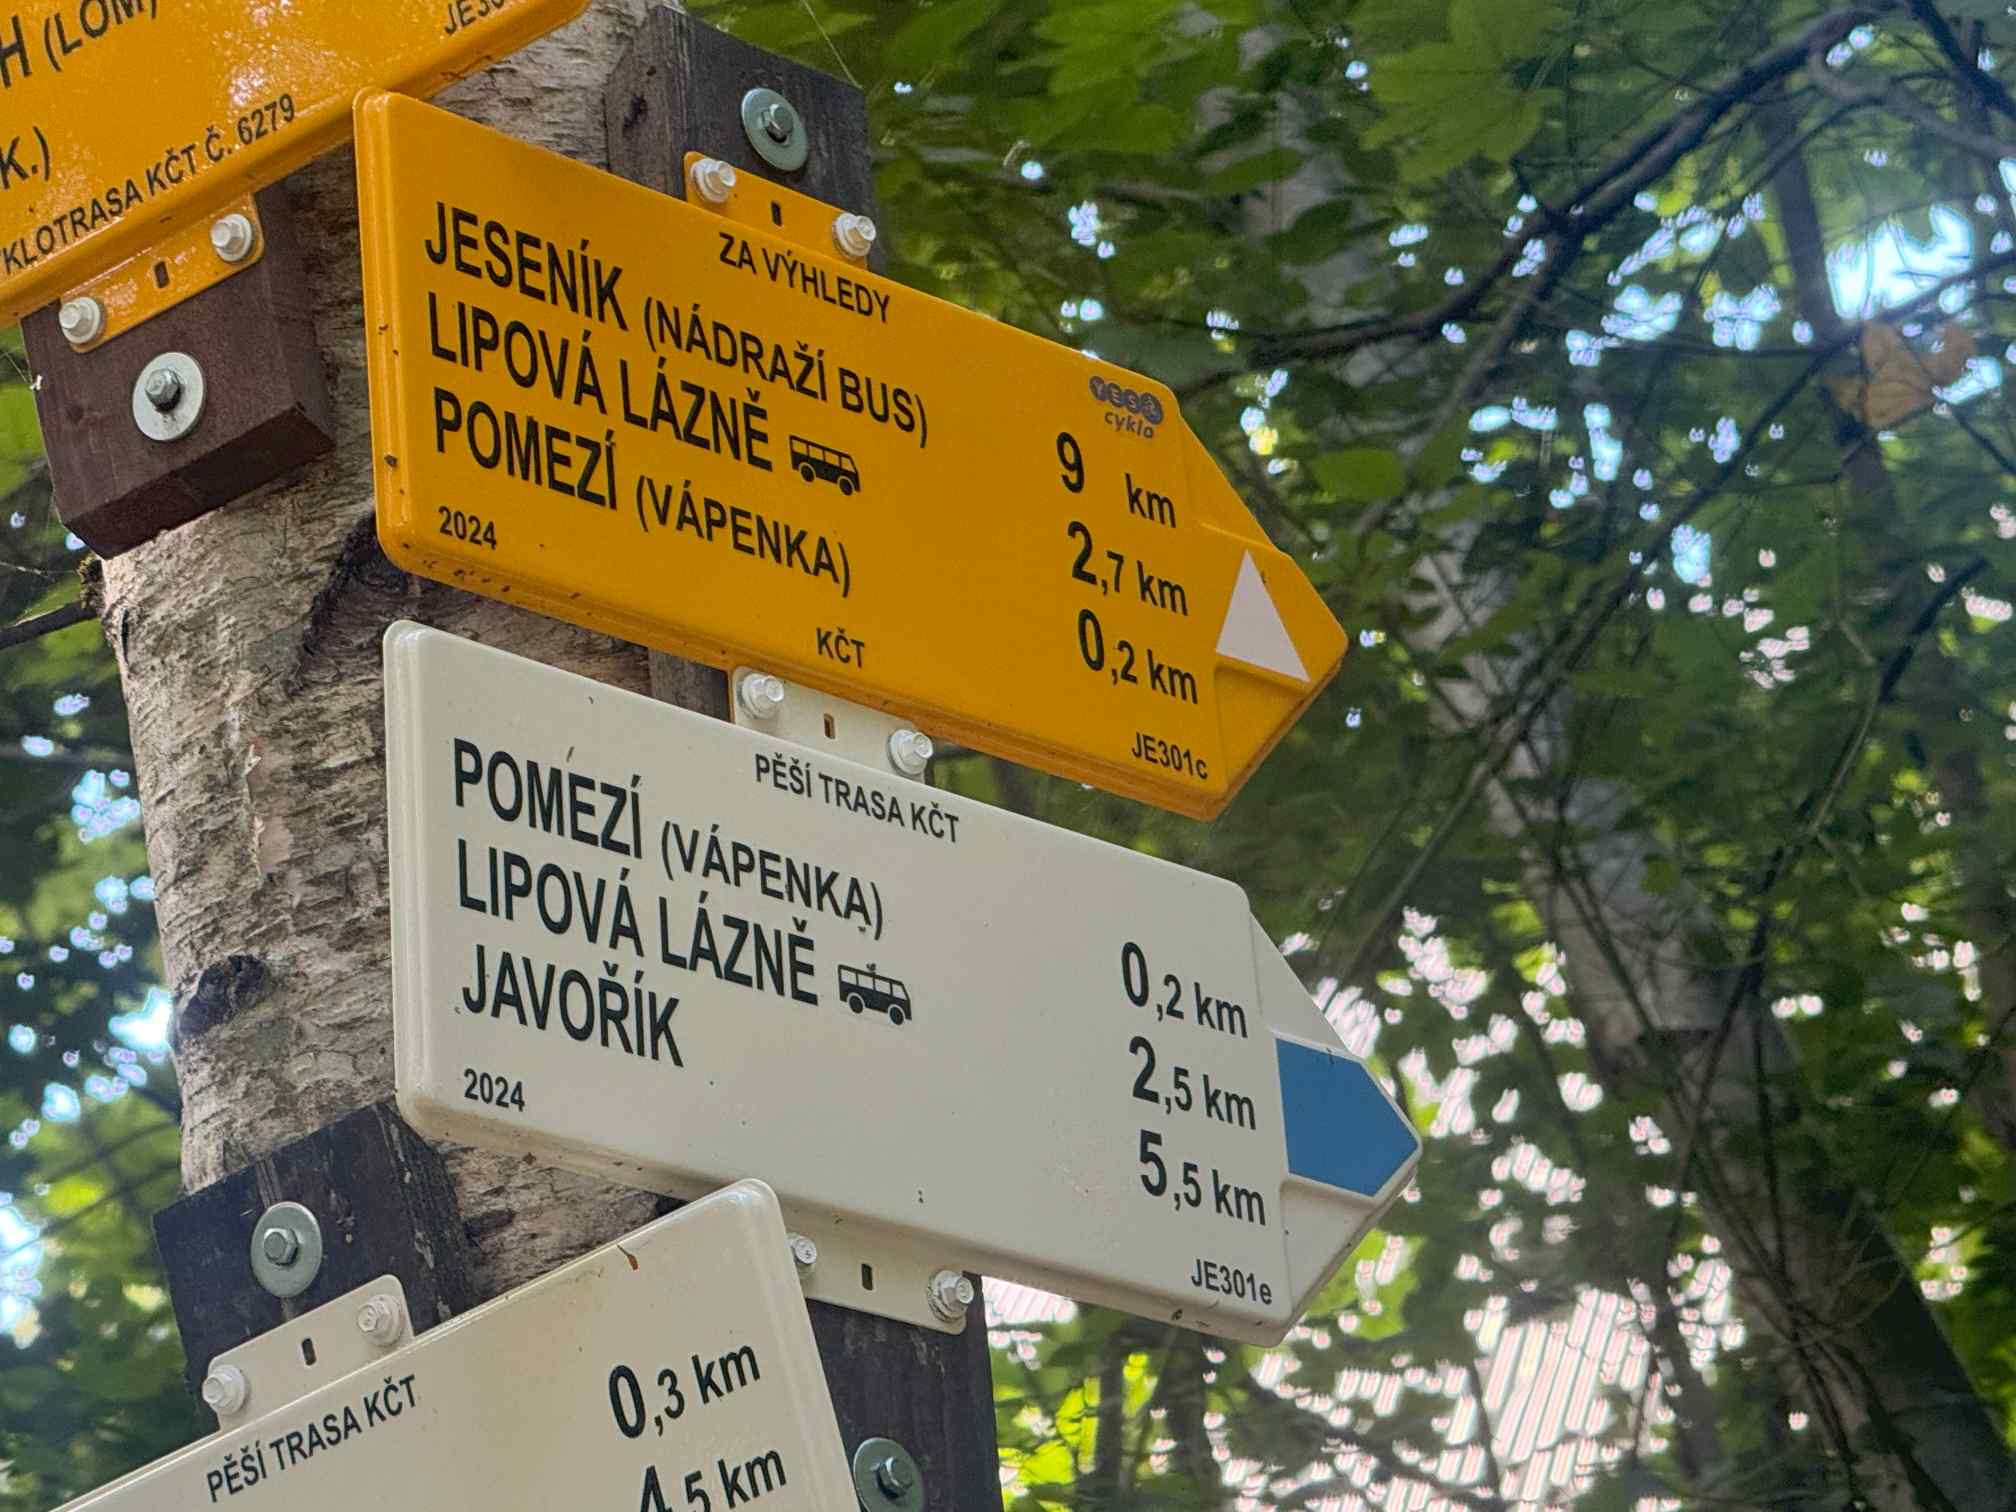 H (LOM)
K.)
KLOTRASA KČT Č. 6279
ZA VÝHLEDY
JESENÍK (NÁDRAŽÍ BUS) 9 km
LIPOVÁ LÁZNĚ 2,7 km
POMEZÍ (VÁPENKA) 0,2 km
2024
KČT
JE301c
YES
cyklo
PĚŠÍ TRASA KČT
POMEZÍ (VÁPENKA) 0,2 km
LIPOVÁ LÁZNĚ 2,5 km
JAVOŘÍK 5,5 km
2024
JE301e
PĚŠÍ TRASA KČT
0,3 km
4,5 km